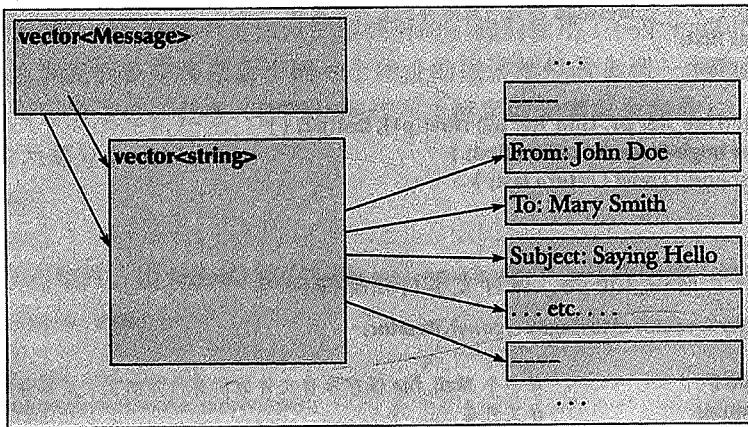 vector<Message>
vector<string>
...
----
From: John Doe
To: Mary Smith
Subject: Saying Hello
. . . etc. . . .
----
...